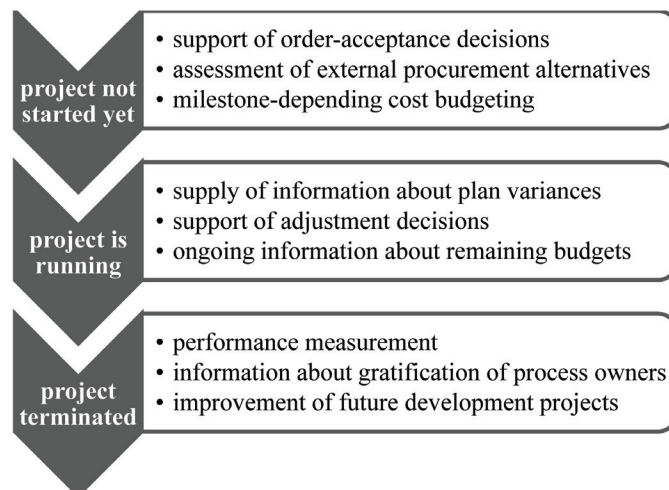 project not
started yet
• support of order-acceptance decisions
• assessment of external procurement alternatives
• milestone-depending cost budgeting
project is
running
• supply of information about plan variances
• support of adjustment decisions
• ongoing information about remaining budgets
project
terminated
• performance measurement
• information about gratification of process owners
• improvement of future development projects